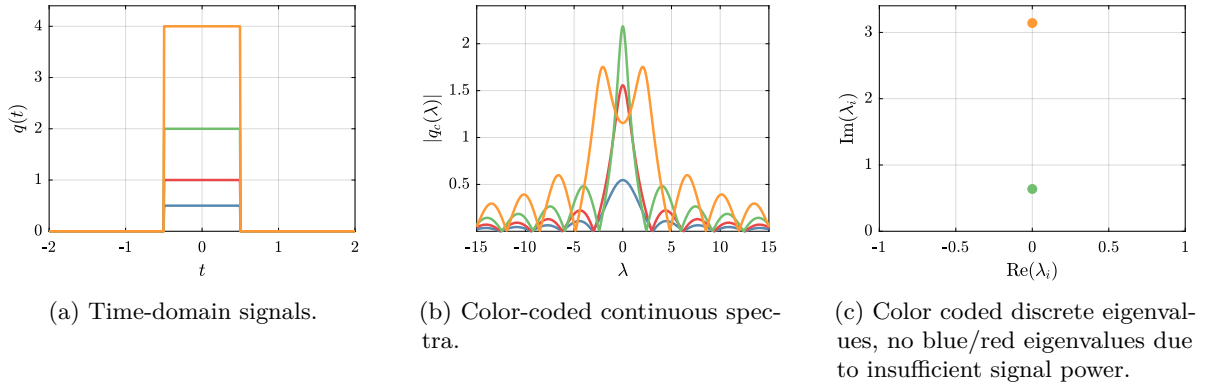 4
3
2
1
0
-2
-1
0
1
2
q(t)
t
(a) Time-domain signals.
2
1.5
1
0.5
-15
-10
-5
0
5
10
15
|q_c(λ)|
λ
(b) Color-coded continuous spec-
tra.
3
2
1
0
-1
-0.5
0
0.5
1
Im(λ_i)
Re(λ_i)
(c) Color coded discrete eigenval-
ues, no blue/red eigenvalues due
to insufficient signal power.